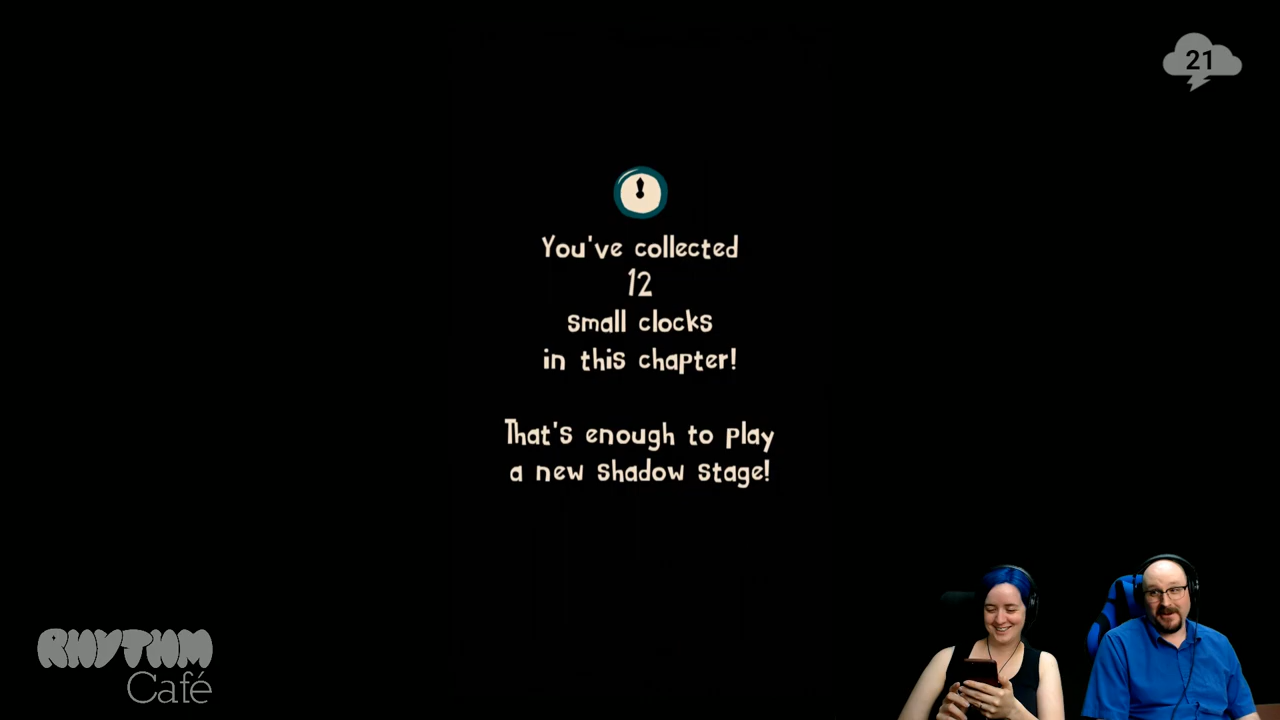 21
You've collected
12
small clocks
in this chapter!
That's enough to play
a new shadow stage!
RHYTHM
Café